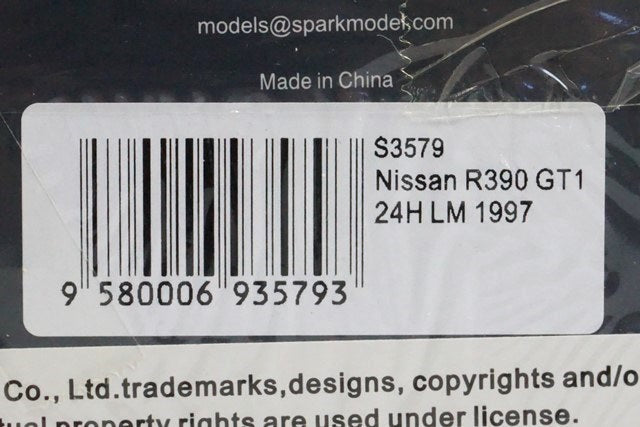 models@sparkmodel.com
Made in China
S3579
Nissan R390 GT1
24H LM 1997
9 580006 935793
Co., Ltd.trademarks,designs, copyrights and/o
tual property rights are used under license.